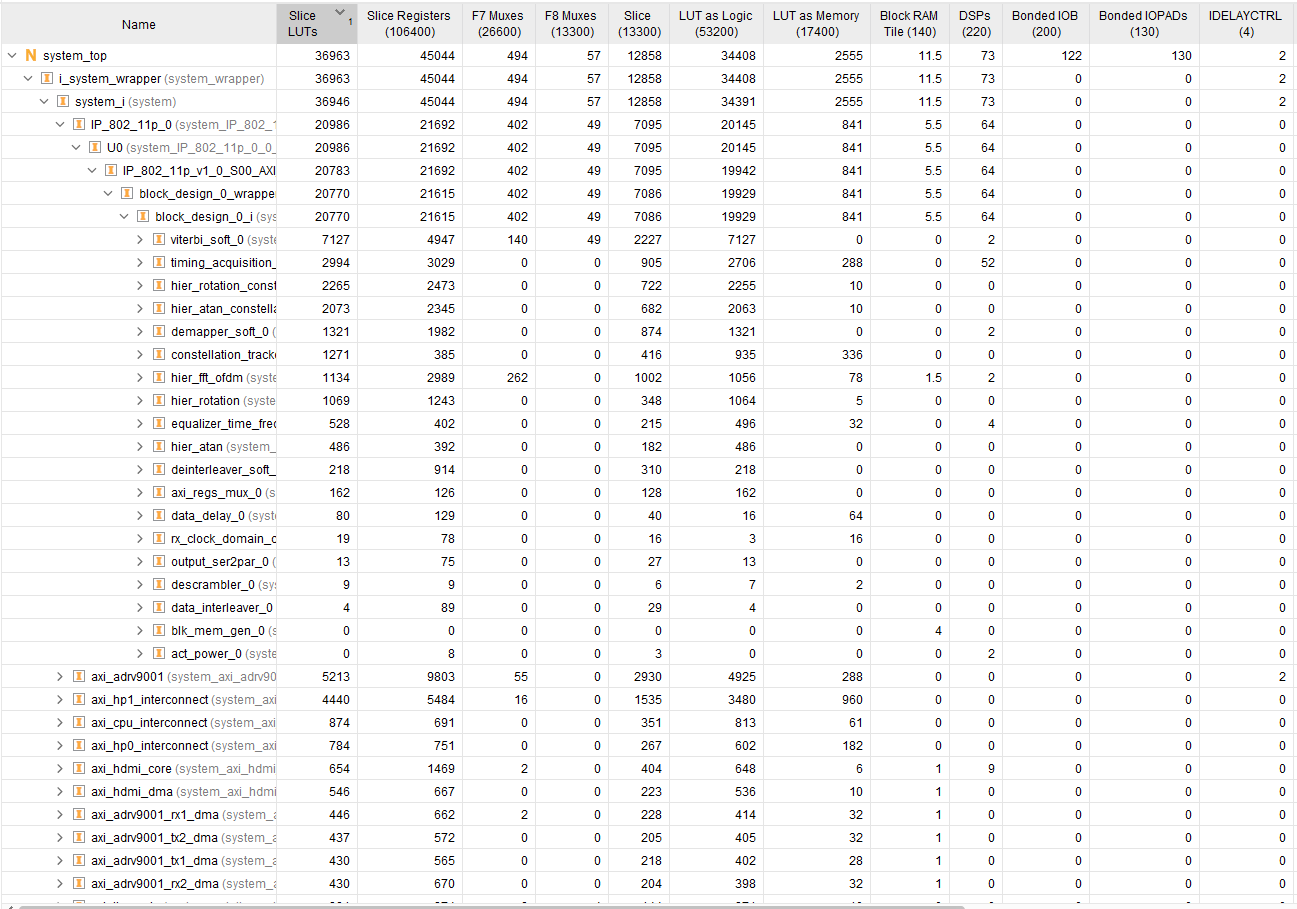 Name Slice LUTs 1 Slice Registers (106400) F7 Muxes (26600) F8 Muxes (13300) Slice (13300) LUT as Logic (53200) LUT as Memory (17400) Block RAM Tile (140) DSPs (220) Bonded IOB (200) Bonded IOPADs (130) IDELAYCTRL (4)
N system_top 36963 45044 494 57 12858 34408 2555 11.5 73 122 130 2
I i_system_wrapper (system_wrapper) 36963 45044 494 57 12858 34408 2555 11.5 73 0 0 2
I system_i (system) 36946 45044 494 57 12858 34391 2555 11.5 73 0 0 2
I IP_802_11p_0 (system_IP_802_1 20986 21692 402 49 7095 20145 841 5.5 64 0 0 0
I U0 (system_IP_802_11p_0_0_ 20986 21692 402 49 7095 20145 841 5.5 64 0 0 0
I IP_802_11p_v1_0_S00_AXI 20783 21692 402 49 7095 19942 841 5.5 64 0 0 0
I block_design_0_wrappe 20770 21615 402 49 7086 19929 841 5.5 64 0 0 0
I block_design_0_i (sys 20770 21615 402 49 7086 19929 841 5.5 64 0 0 0
I viterbi_soft_0 (syste 7127 4947 140 49 2227 7127 0 0 2 0 0 0
I timing_acquisition_ 2994 3029 0 0 905 2706 288 0 52 0 0 0
I hier_rotation_const 2265 2473 0 0 722 2255 10 0 0 0 0 0
I hier_atan_constella 2073 2345 0 0 682 2063 10 0 0 0 0 0
I demapper_soft_0 ( 1321 1982 0 0 874 1321 0 0 2 0 0 0
I constellation_track 1271 385 0 0 416 935 336 0 0 0 0 0
I hier_fft_ofdm (syste 1134 2989 262 0 1002 1056 78 1.5 2 0 0 0
I hier_rotation (syste 1069 1243 0 0 348 1064 5 0 0 0 0 0
I equalizer_time_fre 528 402 0 0 215 496 32 0 4 0 0 0
I hier_atan (system_ 486 392 0 0 182 486 0 0 0 0 0 0
I deinterleaver_soft_ 218 914 0 0 310 218 0 0 0 0 0 0
I axi_regs_mux_0 (s 162 126 0 0 128 162 0 0 0 0 0 0
I data_delay_0 (syst 80 129 0 0 40 16 64 0 0 0 0 0
I rx_clock_domain_c 19 78 0 0 16 3 16 0 0 0 0 0
I output_ser2par_0 ( 13 75 0 0 27 13 0 0 0 0 0 0
I descrambler_0 (sy 9 9 0 0 6 7 2 0 0 0 0 0
I data_interleaver_0 4 89 0 0 29 4 0 0 0 0 0 0
I blk_mem_gen_0 (s 0 0 0 0 0 0 0 4 0 0 0 0
I act_power_0 (syste 0 8 0 0 3 0 0 0 2 0 0 0
I axi_adrv9001 (system_axi_adrv90 5213 9803 55 0 2930 4925 288 0 0 0 0 2
I axi_hp1_interconnect (system_axi 4440 5484 16 0 1535 3480 960 0 0 0 0 0
I axi_cpu_interconnect (system_axi 874 691 0 0 351 813 61 0 0 0 0 0
I axi_hp0_interconnect (system_axi 784 751 0 0 267 602 182 0 0 0 0 0
I axi_hdmi_core (system_axi_hdmi 654 1469 2 0 404 648 6 1 9 0 0 0
I axi_hdmi_dma (system_axi_hdmi 546 667 0 0 223 536 10 1 0 0 0 0
I axi_adrv9001_rx1_dma (system_a 446 662 2 0 228 414 32 1 0 0 0 0
I axi_adrv9001_tx2_dma (system_a 437 572 0 0 205 405 32 1 0 0 0 0
I axi_adrv9001_tx1_dma (system_a 430 565 0 0 218 402 28 1 0 0 0 0
I axi_adrv9001_rx2_dma (system_a 430 670 0 0 204 398 32 1 0 0 0 0